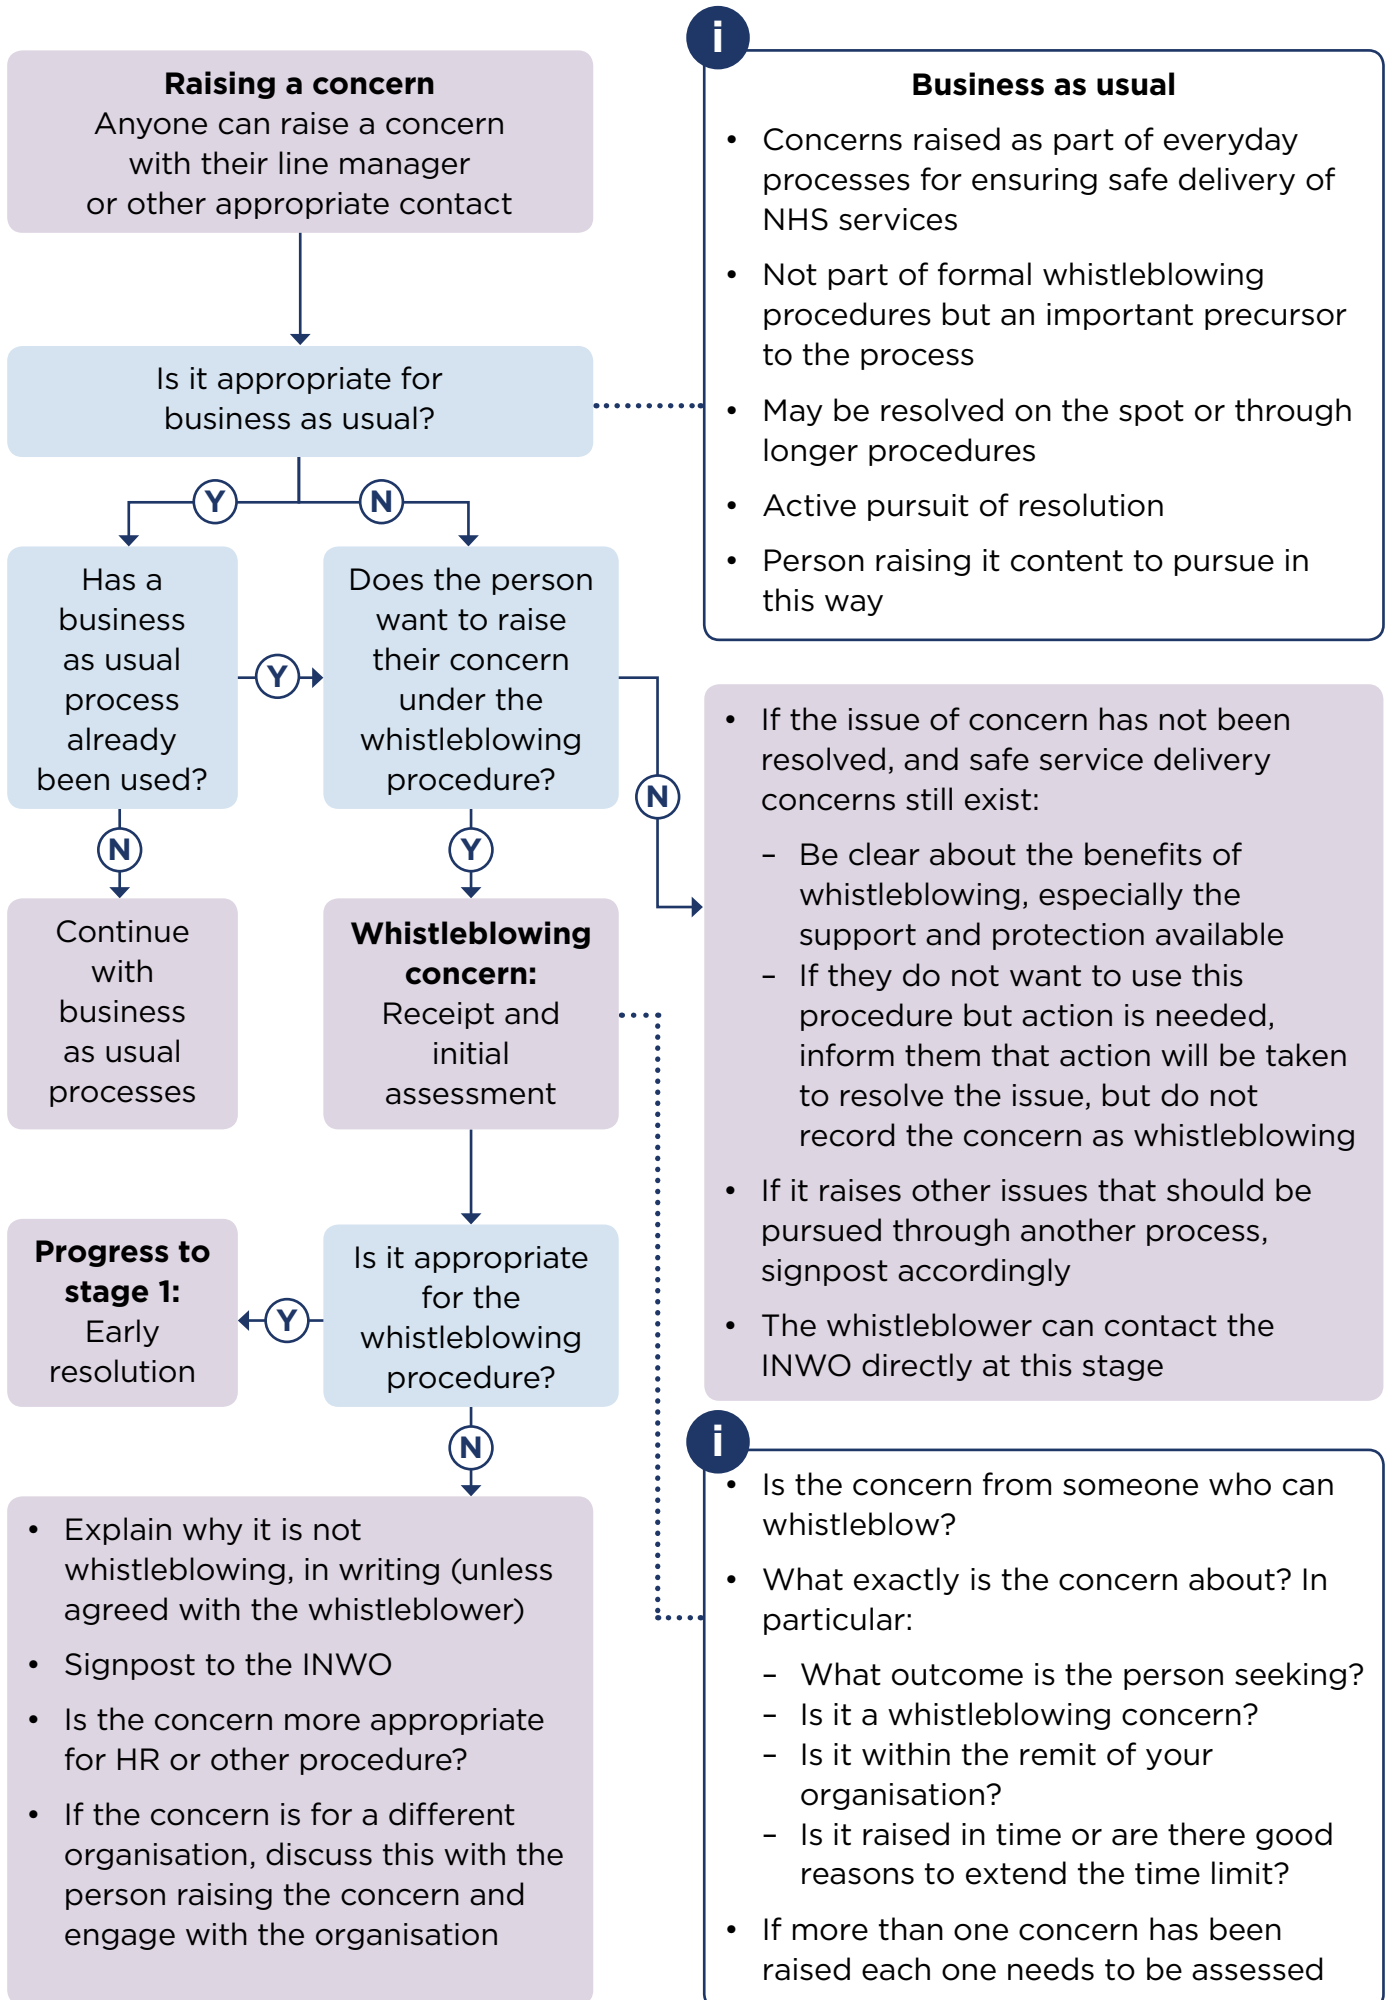 Raising a concern
Anyone can raise a concern
with their line manager
or other appropriate contact
i
Business as usual
• Concerns raised as part of everyday
processes for ensuring safe delivery of
NHS services
• Not part of formal whistleblowing
procedures but an important precursor
to the process
• May be resolved on the spot or through
longer procedures
• Active pursuit of resolution
• Person raising it content to pursue in
this way
Is it appropriate for
business as usual?
Y
N
Has a
business
as usual
process
already
been used?
Y
Does the person
want to raise
their concern
under the
whistleblowing
procedure?
N
N
Y
Continue
with
business
as usual
processes
Whistleblowing
concern:
Receipt and
initial
assessment
• If the issue of concern has not been
resolved, and safe service delivery
concerns still exist:
– Be clear about the benefits of
whistleblowing, especially the
support and protection available
– If they do not want to use this
procedure but action is needed,
inform them that action will be taken
to resolve the issue, but do not
record the concern as whistleblowing
• If it raises other issues that should be
pursued through another process,
signpost accordingly
• The whistleblower can contact the
INWO directly at this stage
Progress to
stage 1:
Early
resolution
Y
Is it appropriate
for the
whistleblowing
procedure?
N
• Explain why it is not
whistleblowing, in writing (unless
agreed with the whistleblower)
• Signpost to the INWO
• Is the concern more appropriate
for HR or other procedure?
• If the concern is for a different
organisation, discuss this with the
person raising the concern and
engage with the organisation
i
• Is the concern from someone who can
whistleblow?
• What exactly is the concern about? In
particular:
– What outcome is the person seeking?
– Is it a whistleblowing concern?
– Is it within the remit of your
organisation?
– Is it raised in time or are there good
reasons to extend the time limit?
• If more than one concern has been
raised each one needs to be assessed